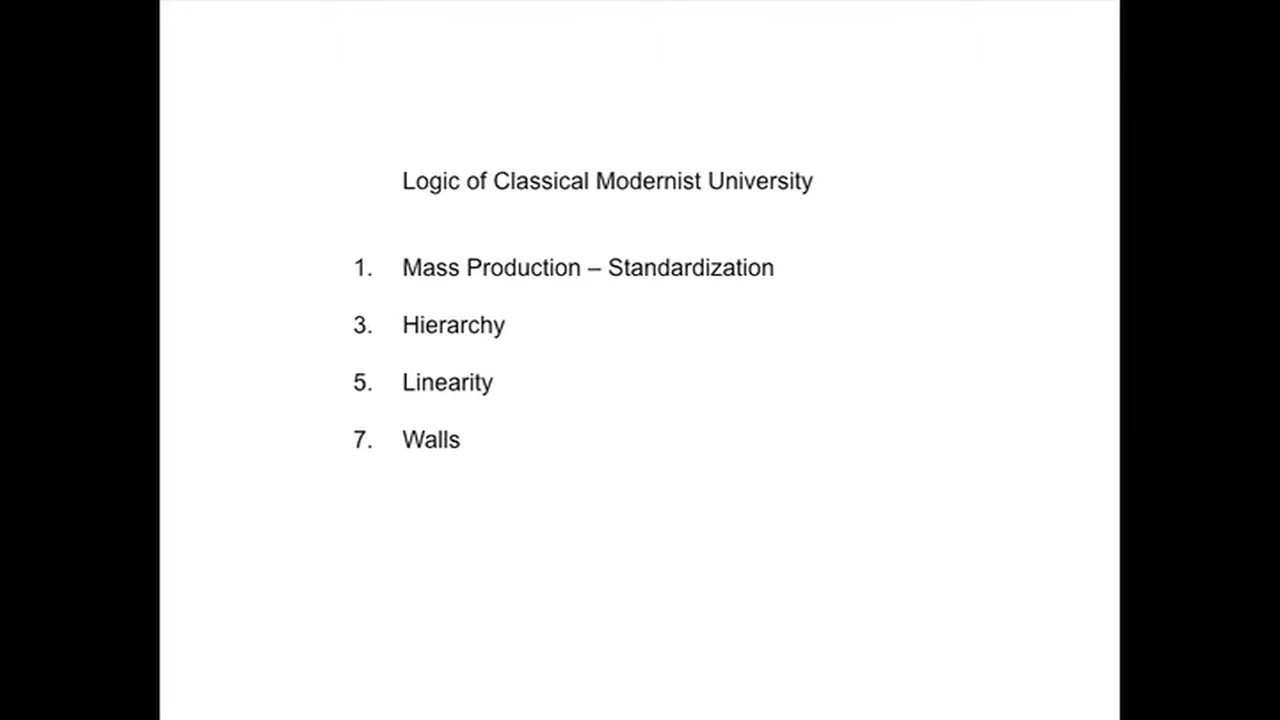 Logic of Classical Modernist University
1. Mass Production – Standardization
3. Hierarchy
5. Linearity
7. Walls